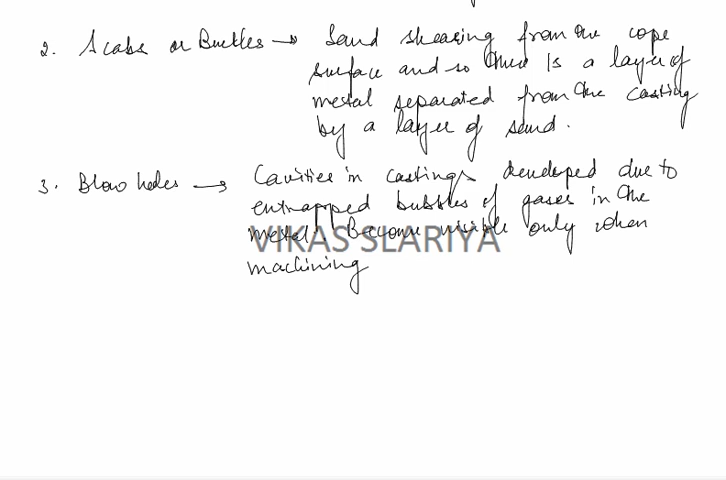 2. Scabs or Buckles → Sand shearing from the cope
surface and so there is a layer of
metal separated from the casting
by a layer of sand.
3. Blow holes → Cavities in castings developed due to
entrapped bubbles of gases in the
metal. Become visible only when
VIKAS SLARIYA
machining